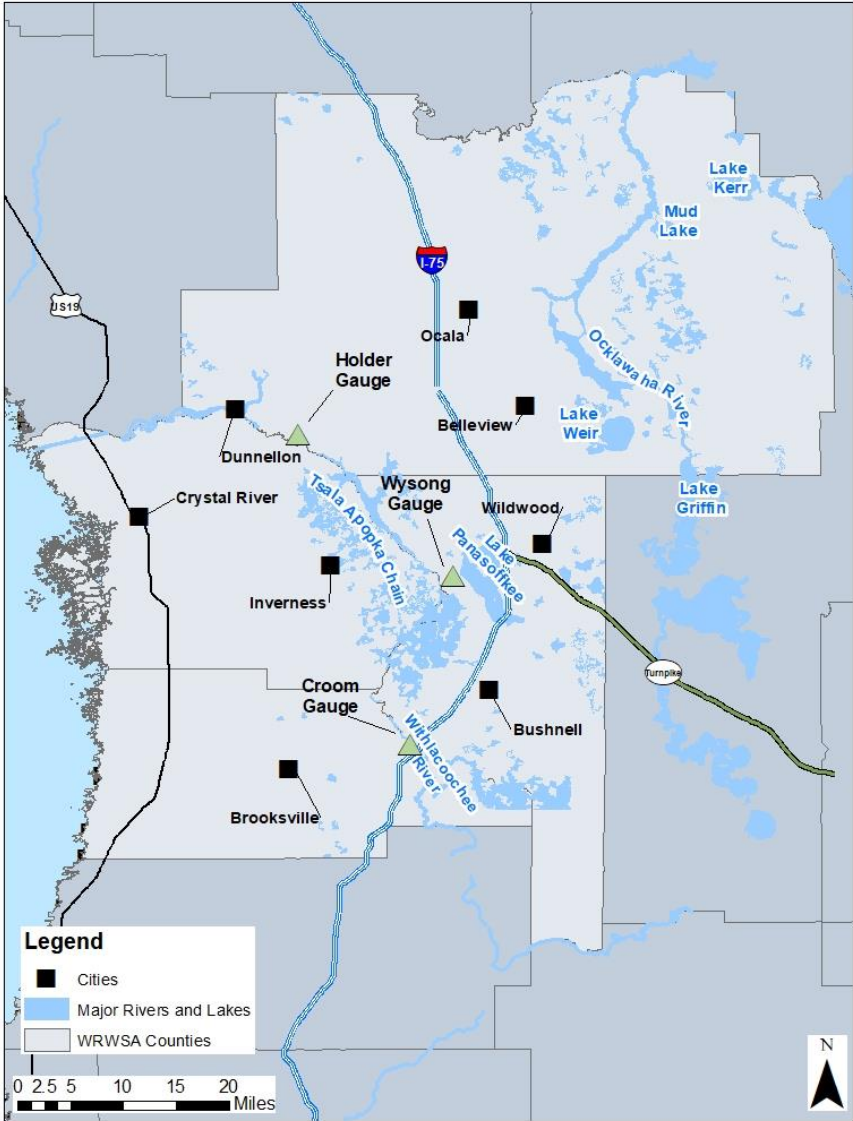 Lake
Kerr
Mud
Lake
I-75
US19
Ocala
Ocklawaha River
Holder
Gauge
Belleview
Lake
Weir
Dunnellon
Crystal River
Tsala Apopka Chain
Wysong
Gauge
Wildwood
Lake
Griffin
Lake
Panasoffkee
Inverness
Turnpike
Croom
Gauge
Bushnell
Withlacoochee
River
Brooksville
Legend
Cities
Major Rivers and Lakes
WRWSA Counties
0 2.5 5 10 15 20
Miles
N